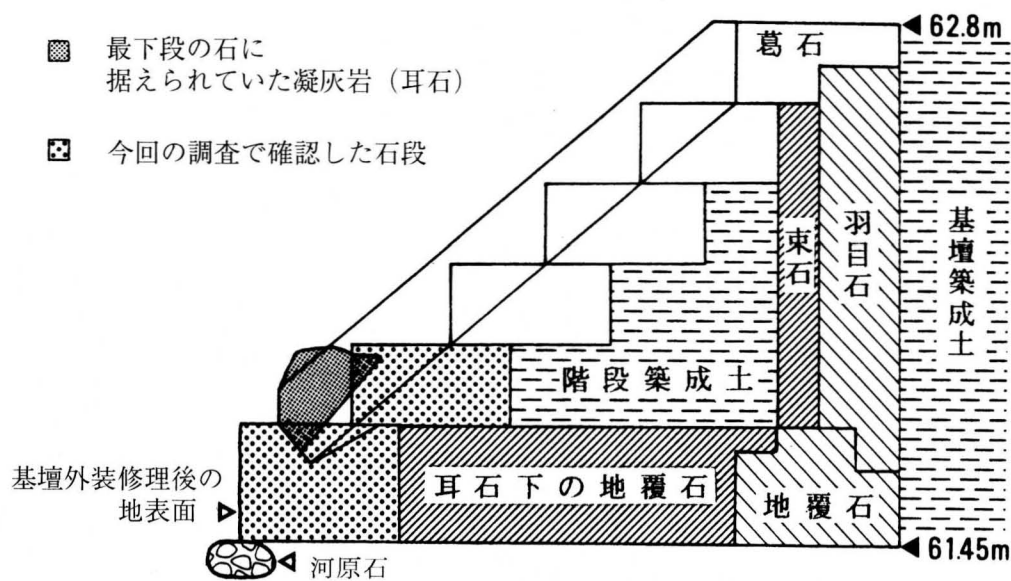 最下段の石に
据えられていた凝灰岩（耳石）
今回の調査で確認した石段
◀62.8m
葛石
束石
羽目石
基壇築成土
階段築成土
耳石下の地覆石
地覆石
基壇外装修理後の
地表面
河原石
◀61.45m